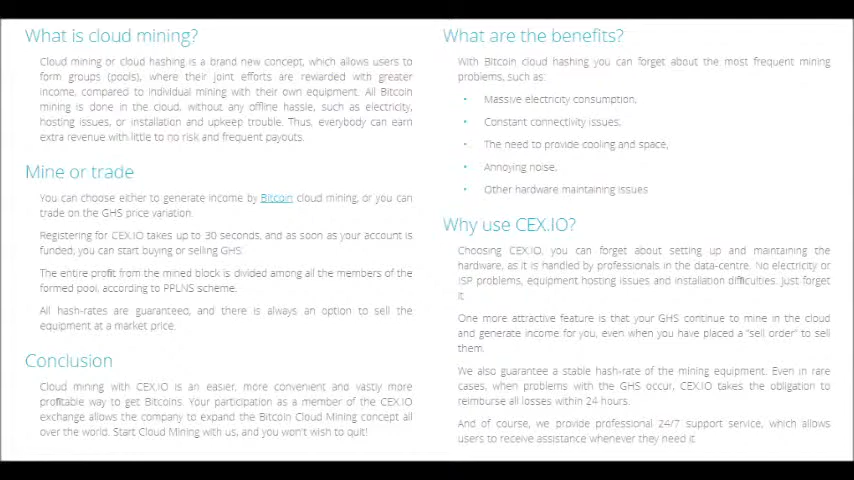 What is cloud mining?
Cloud mining or cloud hashing is a brand new concept, which allows users to
form groups (pools), where their joint efforts are rewarded with greater
income, compared to individual mining with their own equipment. All Bitcoin
mining is done in the cloud, without any offline hassle, such as electricity,
hosting issues, or installation and upkeep trouble. Thus, everybody can earn
extra revenue with little to no risk and frequent payouts.
Mine or trade
You can choose either to generate income by Bitcoin cloud mining, or you can
trade on the GHS price variation.
Registering for CEX.IO takes up to 30 seconds, and as soon as your account is
funded, you can start buying or selling GHS.
The entire profit from the mined block is divided among all the members of the
formed pool, according to PPLNS scheme.
All hash-rates are guaranteed, and there is always an option to sell the
equipment at a market price.
Conclusion
Cloud mining with CEX.IO is an easier, more convenient and vastly more
profitable way to get Bitcoins. Your participation as a member of the CEX.IO
exchange allows the company to expand the Bitcoin Cloud Mining concept all
over the world. Start Cloud Mining with us, and you won't wish to quit!
What are the benefits?
With Bitcoin cloud hashing you can forget about the most frequent mining
problems, such as:
• Massive electricity consumption,
• Constant connectivity issues,
• The need to provide cooling and space,
• Annoying noise,
• Other hardware maintaining issues
Why use CEX.IO?
Choosing CEX.IO, you can forget about setting up and maintaining the
hardware, as it is handled by professionals in the data-centre. No electricity or
ISP problems, equipment hosting issues and installation difficulties. Just forget
it.
One more attractive feature is that your GHS continue to mine in the cloud
and generate income for you, even when you have placed a "sell order" to sell
them.
We also guarantee a stable hash-rate of the mining equipment. Even in rare
cases, when problems with the GHS occur, CEX.IO takes the obligation to
reimburse all losses within 24 hours.
And of course, we provide professional 24/7 support service, which allows
users to receive assistance whenever they need it